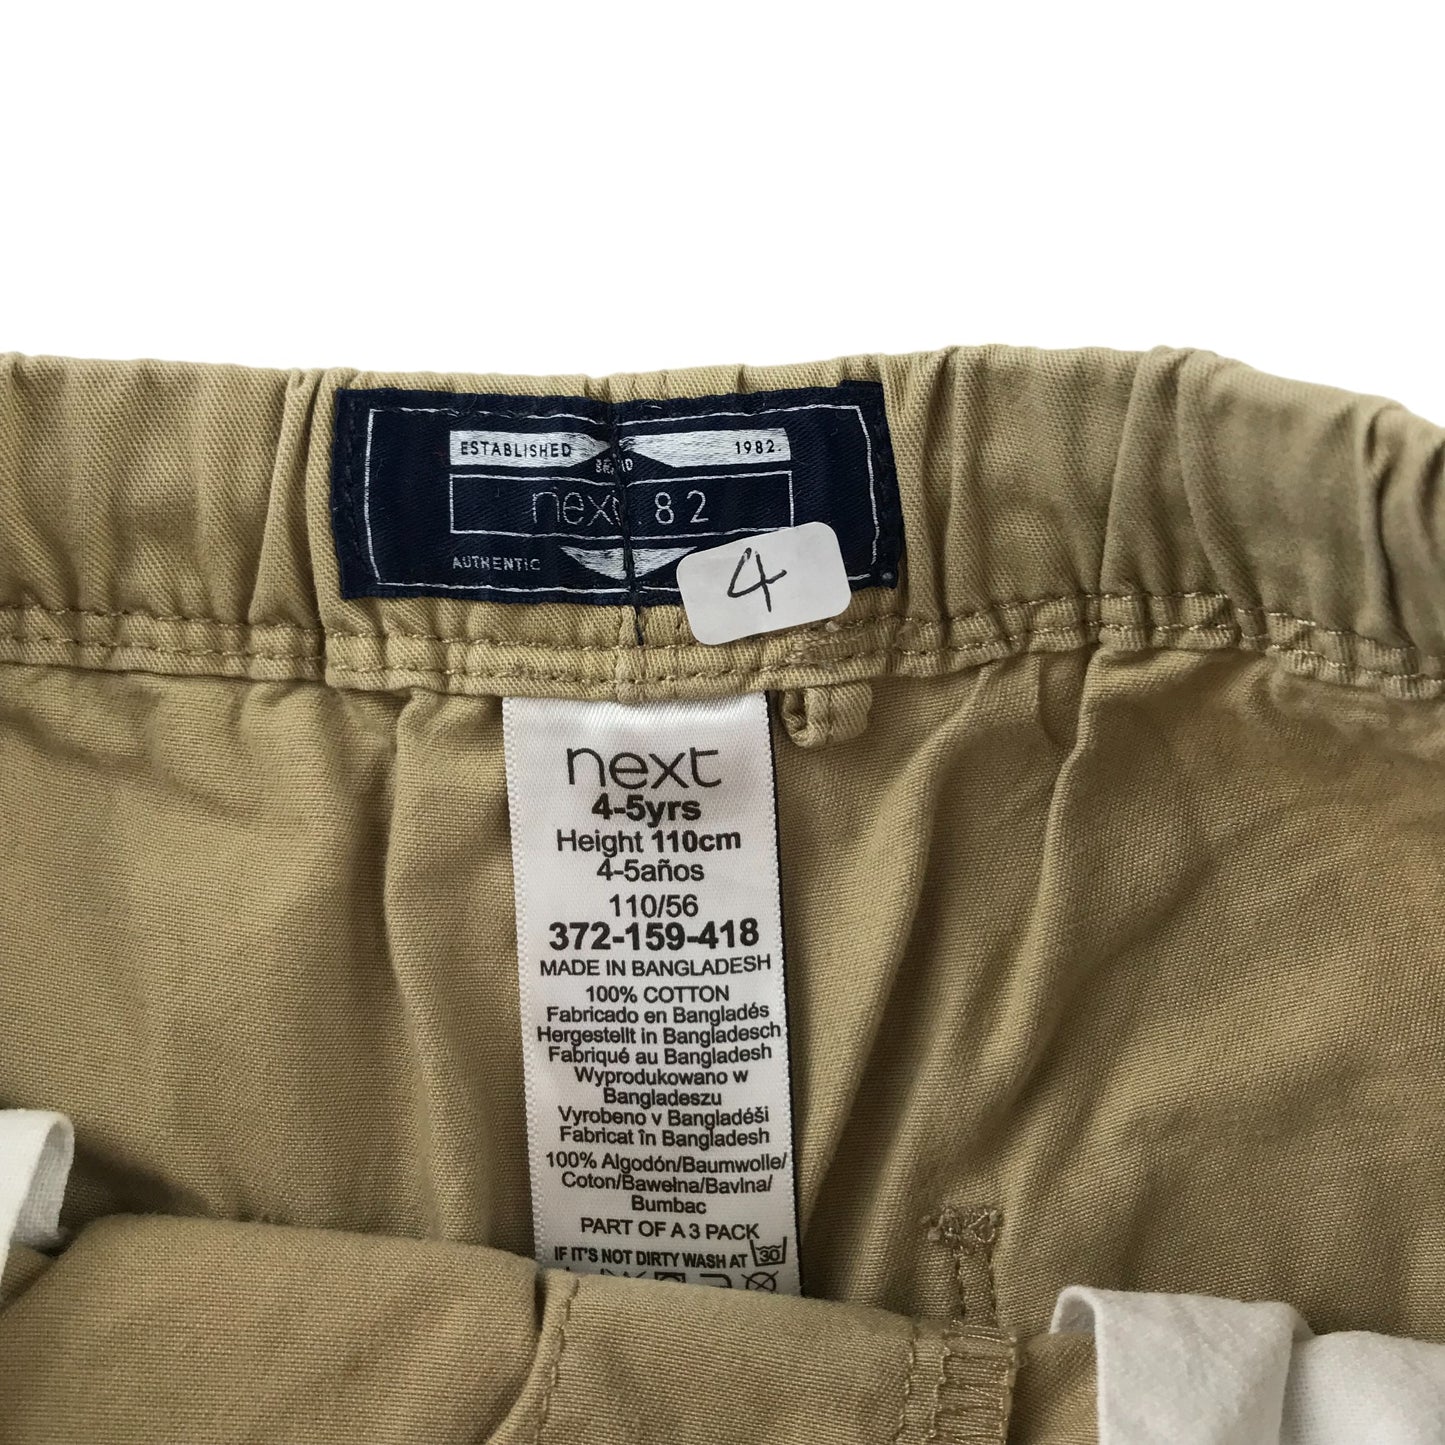 ESTABLISHED 1982.
next 82
AUTHENTIC
4
next
4-5yrs
Height 110cm
4-5años
110/56
372-159-418
MADE IN BANGLADESH
100% COTTON
Fabricado en Bangladés
Hergestellt in Bangladesch
Fabriqué au Bangladesh
Wyprodukowano w
Bangladeszu
Vyrobeno v Bangladéši
Fabricat în Bangladesh
100% Algodón/Baumwolle/
Coton/Bawełna/Bavlna/
Bumbac
PART OF A 3 PACK
IF IT'S NOT DIRTY WASH AT 30